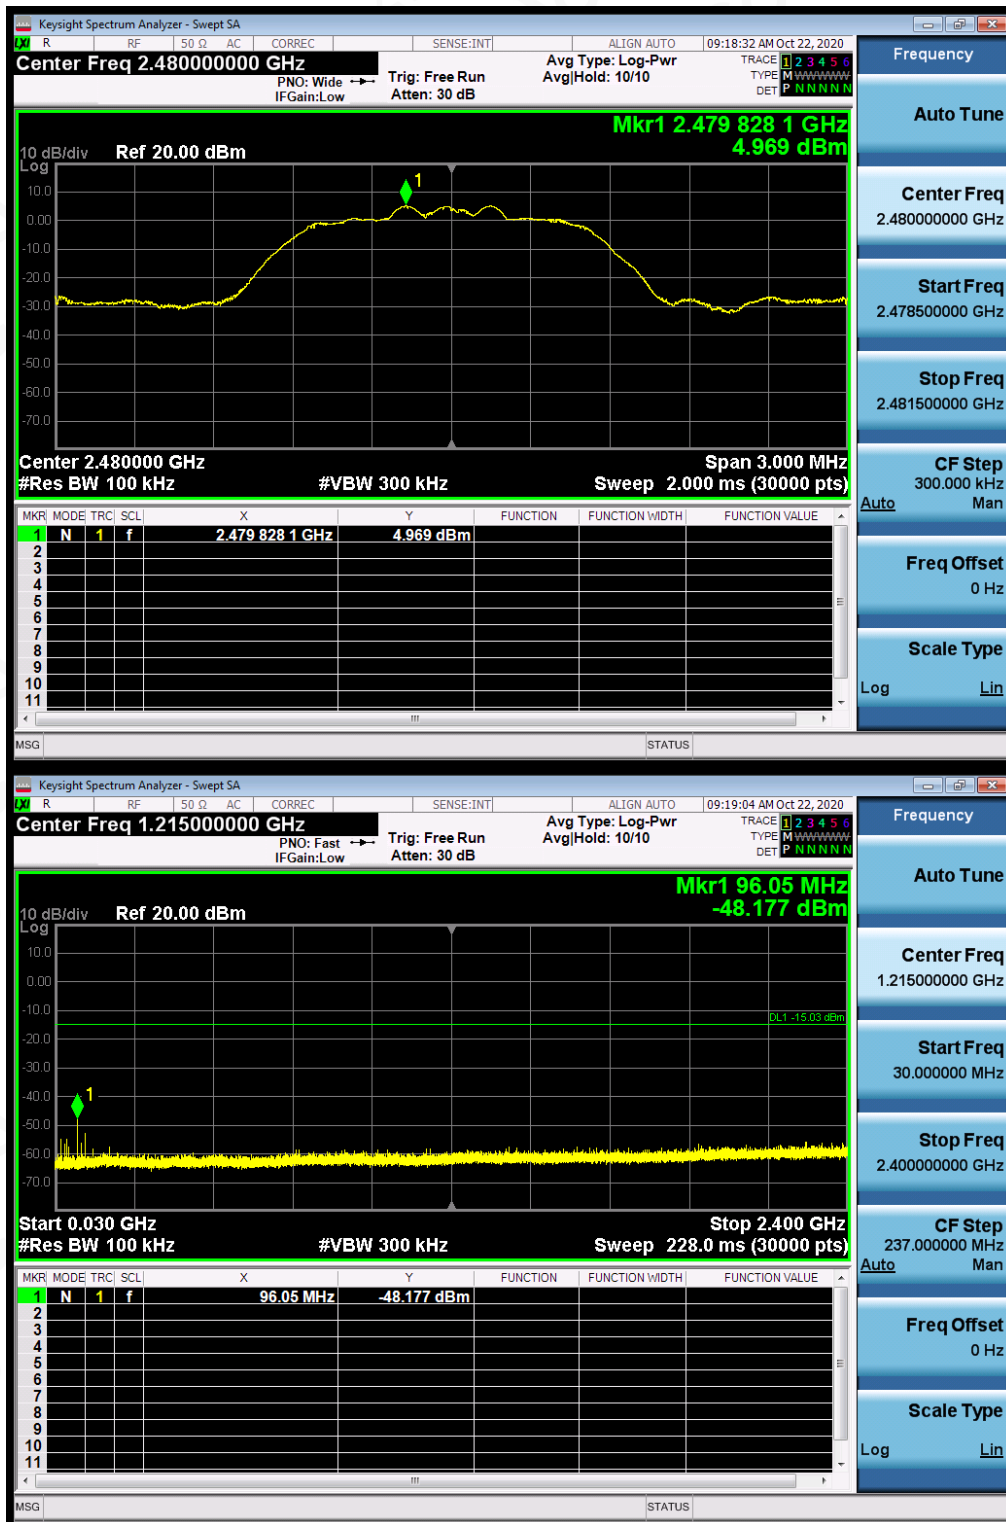 Keysight Spectrum Analyzer - Swept SA
LXI R RF 50 Ω AC CORREC SENSE:INT ALIGN AUTO 09:18:32 AM Oct 22, 2020
Center Freq 2.480000000 GHz
PNO: Wide
IFGain:Low
Trig: Free Run
Atten: 30 dB
Avg Type: Log-Pwr
Avg|Hold: 10/10
TRACE 1 2 3 4 5 6
TYPE M WWWWW
DET P N N N N N
Mkr1 2.479 828 1 GHz
4.969 dBm
10 dB/div Ref 20.00 dBm
Log
1
10.0
0.00
-10.0
-20.0
-30.0
-40.0
-50.0
-60.0
-70.0
Center 2.480000 GHz Span 3.000 MHz
#Res BW 100 kHz #VBW 300 kHz Sweep 2.000 ms (30000 pts)
MKR MODE TRC SCL X Y FUNCTION FUNCTION WIDTH FUNCTION VALUE
1 N 1 f 2.479 828 1 GHz 4.969 dBm
2
3
4
5
6
7
8
9
10
11
MSG STATUS
Frequency
Auto Tune
Center Freq
2.480000000 GHz
Start Freq
2.478500000 GHz
Stop Freq
2.481500000 GHz
CF Step
300.000 kHz
Auto Man
Freq Offset
0 Hz
Scale Type
Log Lin
Keysight Spectrum Analyzer - Swept SA
LXI R RF 50 Ω AC CORREC SENSE:INT ALIGN AUTO 09:19:04 AM Oct 22, 2020
Center Freq 1.215000000 GHz
PNO: Fast
IFGain:Low
Trig: Free Run
Atten: 30 dB
Avg Type: Log-Pwr
Avg|Hold: 10/10
TRACE 1 2 3 4 5 6
TYPE M WWWWW
DET P N N N N N
Mkr1 96.05 MHz
-48.177 dBm
10 dB/div Ref 20.00 dBm
Log
10.0
0.00
-10.0
DL1 -15.03 dBm
-20.0
-30.0
-40.0
1
-50.0
-60.0
-70.0
Start 0.030 GHz Stop 2.400 GHz
#Res BW 100 kHz #VBW 300 kHz Sweep 228.0 ms (30000 pts)
MKR MODE TRC SCL X Y FUNCTION FUNCTION WIDTH FUNCTION VALUE
1 N 1 f 96.05 MHz -48.177 dBm
2
3
4
5
6
7
8
9
10
11
MSG STATUS
Frequency
Auto Tune
Center Freq
1.215000000 GHz
Start Freq
30.000000 MHz
Stop Freq
2.400000000 GHz
CF Step
237.000000 MHz
Auto Man
Freq Offset
0 Hz
Scale Type
Log Lin